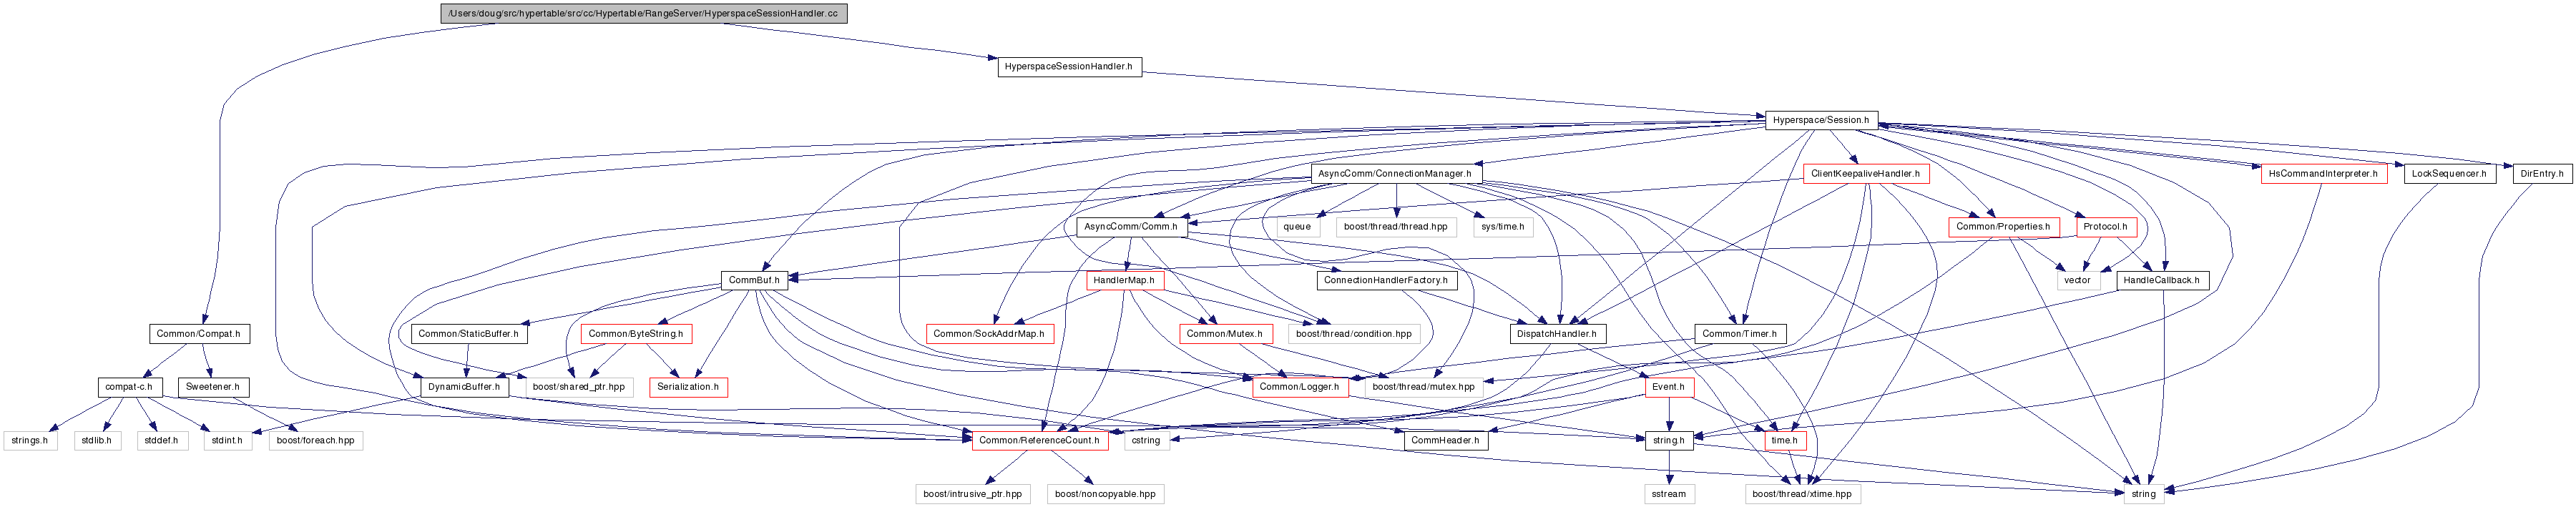 /Users/doug/src/hypertable/src/cc/Hypertable/RangeServer/HyperspaceSessionHandler.cc
HyperspaceSessionHandler.h
Hyperspace/Session.h
AsyncComm/ConnectionManager.h
ClientKeepaliveHandler.h
HsCommandInterpreter.h
LockSequencer.h
DirEntry.h
AsyncComm/Comm.h
queue
boost/thread/thread.hpp
sys/time.h
Common/Properties.h
Protocol.h
CommBuf.h
HandlerMap.h
ConnectionHandlerFactory.h
vector
HandleCallback.h
Common/Compat.h
Common/StaticBuffer.h
Common/ByteString.h
Common/SockAddrMap.h
Common/Mutex.h
boost/thread/condition.hpp
DispatchHandler.h
Common/Timer.h
compat-c.h
Sweetener.h
DynamicBuffer.h
boost/shared_ptr.hpp
Serialization.h
Common/Logger.h
boost/thread/mutex.hpp
Event.h
strings.h
stdlib.h
stddef.h
stdint.h
boost/foreach.hpp
Common/ReferenceCount.h
cstring
CommHeader.h
string.h
time.h
boost/intrusive_ptr.hpp
boost/noncopyable.hpp
sstream
boost/thread/xtime.hpp
string